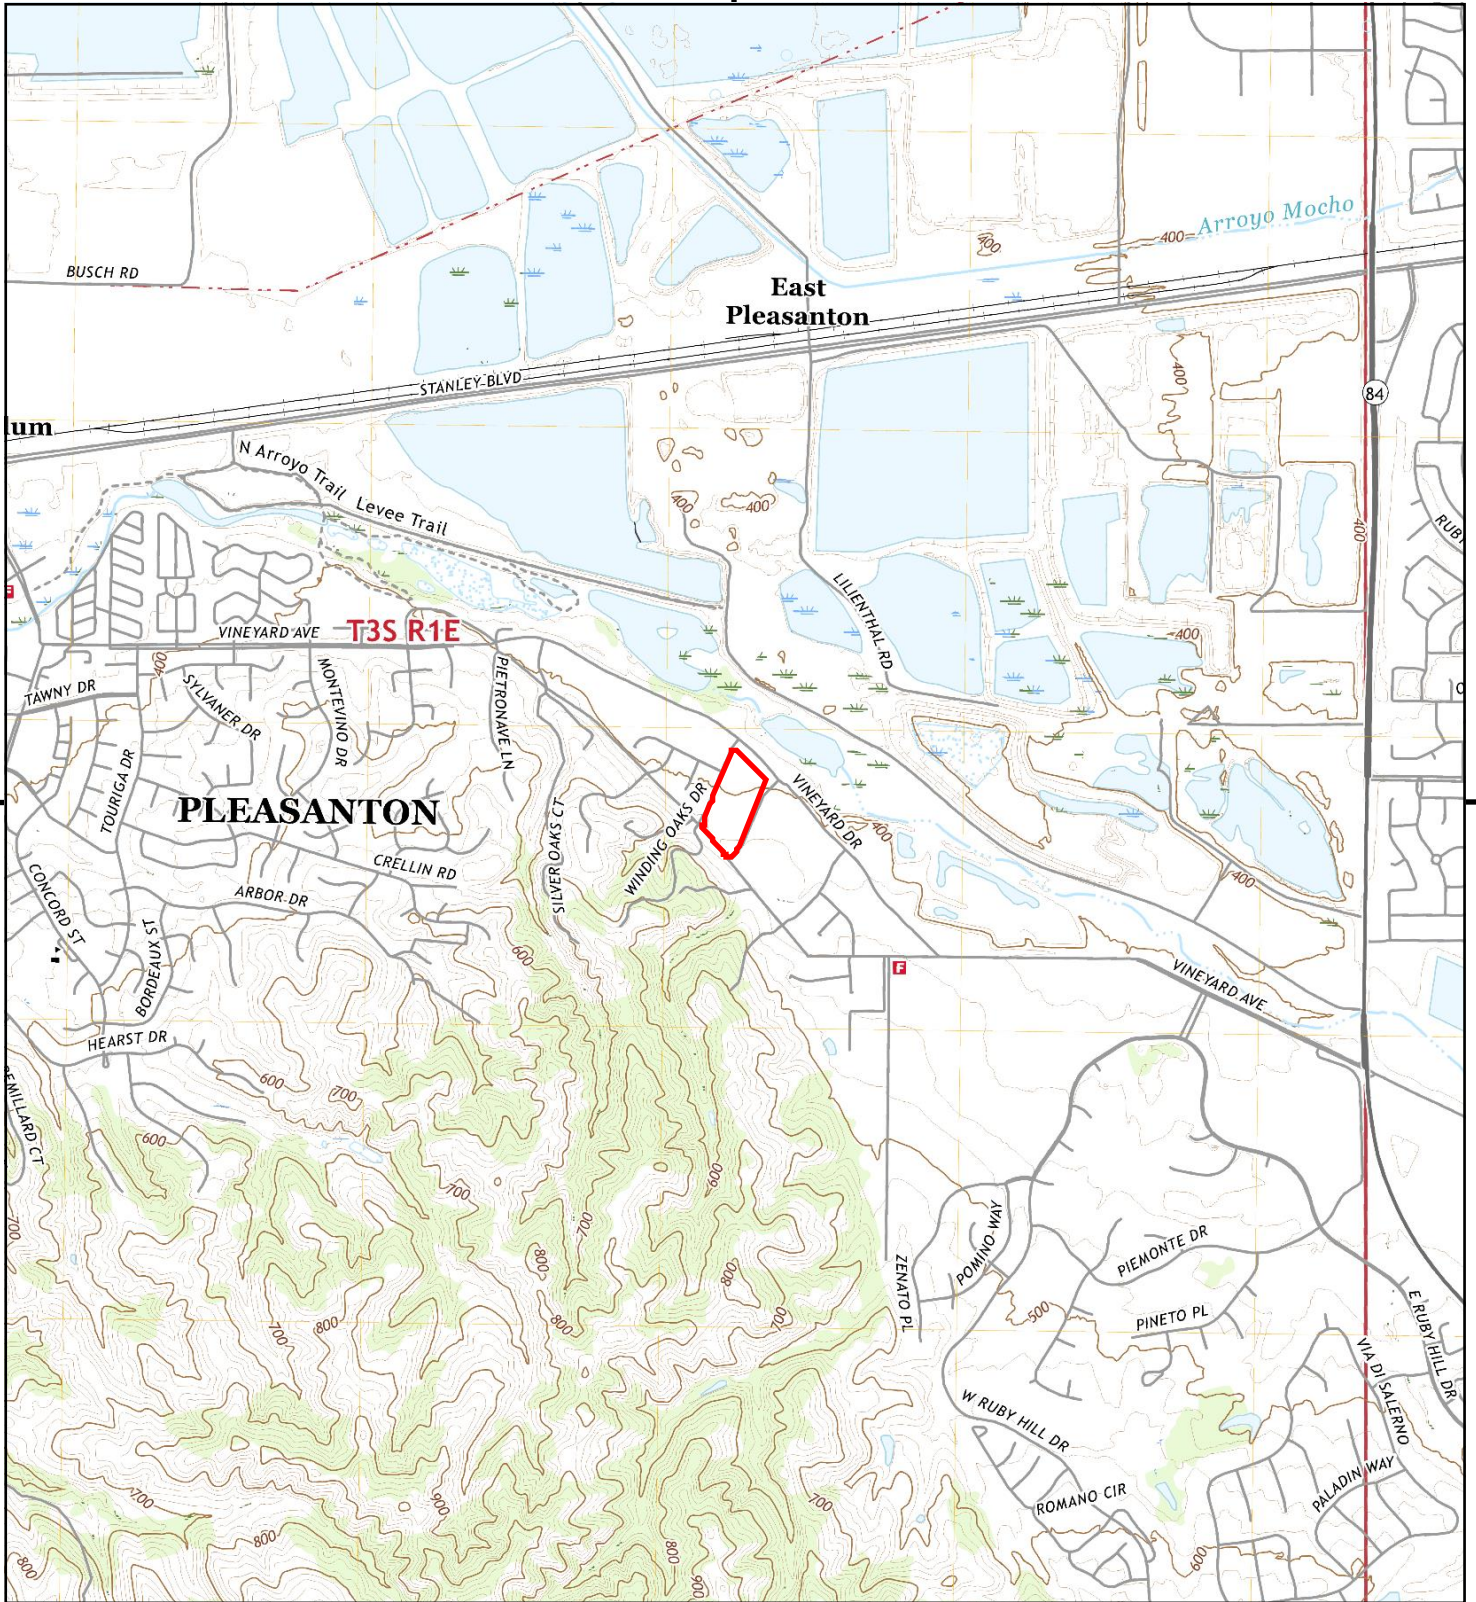 Arroyo Mocho
400
400
BUSCH RD
East
Pleasanton
STANLEY BLVD
400
84
lum
N Arroyo Trail
Levee Trail
400
400
400
RUBY
F
LILIENTHAL RD
VINEYARD AVE
T3S R1E
400
400
TAWNY DR
SYLVANER DR
MONTEVINO DR
PIETRONAVE LN
TOURIGA DR
PLEASANTON
WINDING OAKS DR
VINEYARD DR
400
SILVER OAKS CT
CRELLIN RD
ARBOR DR
CONCORD ST
BORDEAUX ST
400
600
F
VINEYARD AVE
HEARST DR
600
700
REMILLARD CT
600
700
600
700
700
800
800
700
ZENATO PL
POMINO WAY
PIEMONTE DR
500
PINETO PL
E RUBY HILL DR
VIA DI SALERNO
700
800
800
W RUBY HILL DR
PALADIN WAY
ROMANO CIR
700
900
700
800
800
800
900
600